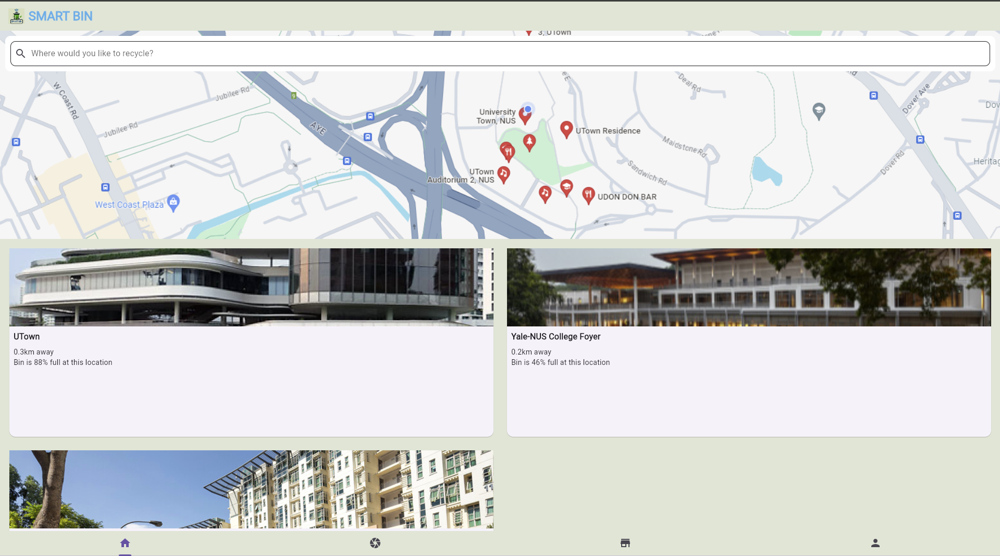 SMART BIN
3, UTown
Where would you like to recycle?
W Coast Rd
Jubilee Rd
Jubilee Rd
9
AYE
University
Town, NUS
UTown Residence
UTown
Auditorium 2, NUS
UDON DON BAR
West Coast Plaza
Deal Rd
Maidstone Rd
Sandwich Rd
Dover Rd
Dover Ave
UTown
0.3km away
Bin is 88% full at this location
Yale-NUS College Foyer
0.2km away
Bin is 46% full at this location